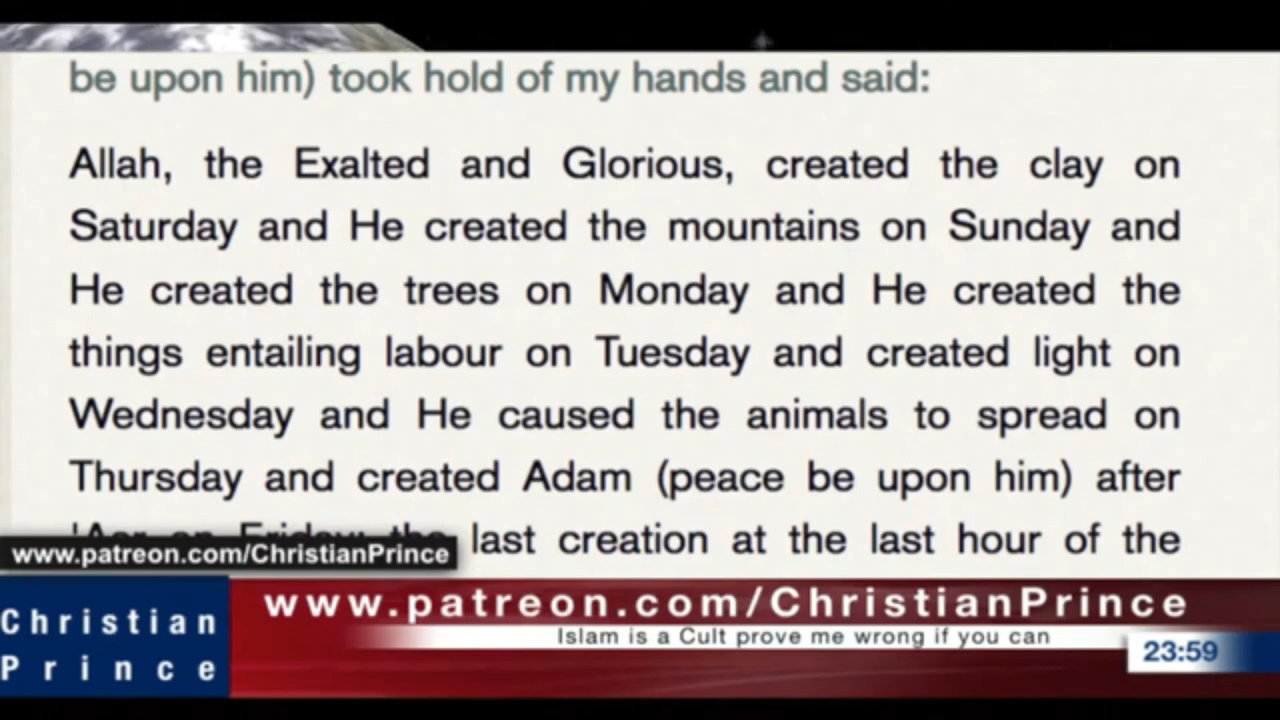 be upon him) took hold of my hands and said:
Allah, the Exalted and Glorious, created the clay on
Saturday and He created the mountains on Sunday and
He created the trees on Monday and He created the
things entailing labour on Tuesday and created light on
Wednesday and He caused the animals to spread on
Thursday and created Adam (peace be upon him) after
'Asr on Friday; the last creation at the last hour of the
www.patreon.com/ChristianPrince
www.patreon.com/ChristianPrince
Christian
Prince
Islam is a Cult prove me wrong if you can
23:59